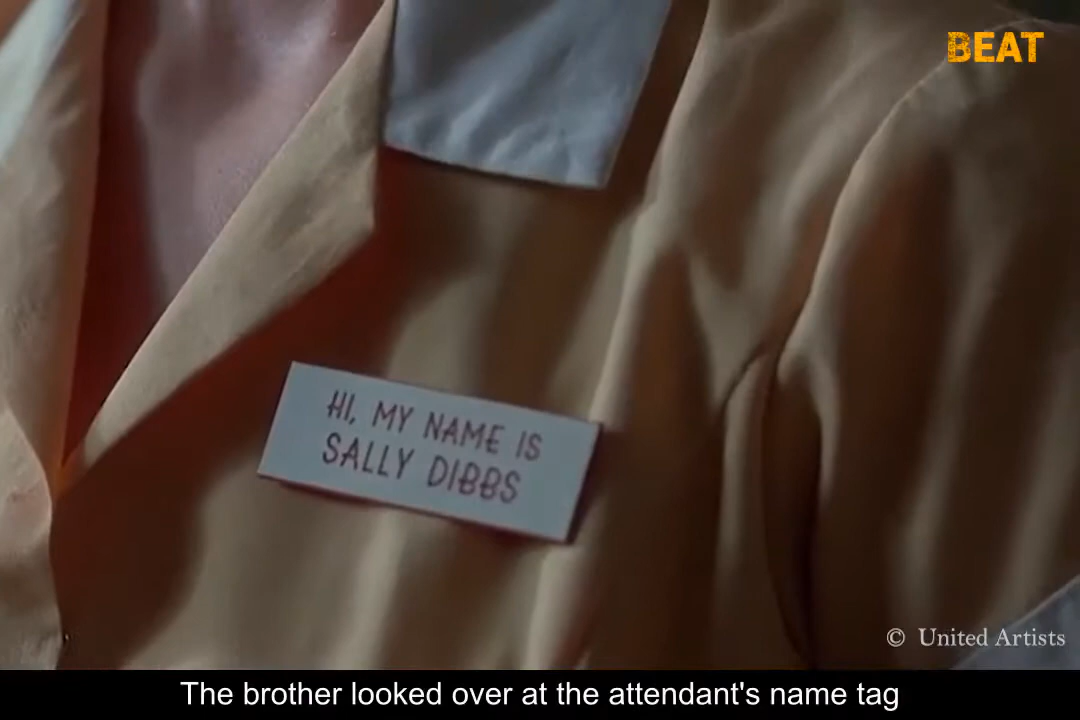 BEAT
HI, MY NAME IS
SALLY DIBBS
© United Artists
The brother looked over at the attendant's name tag